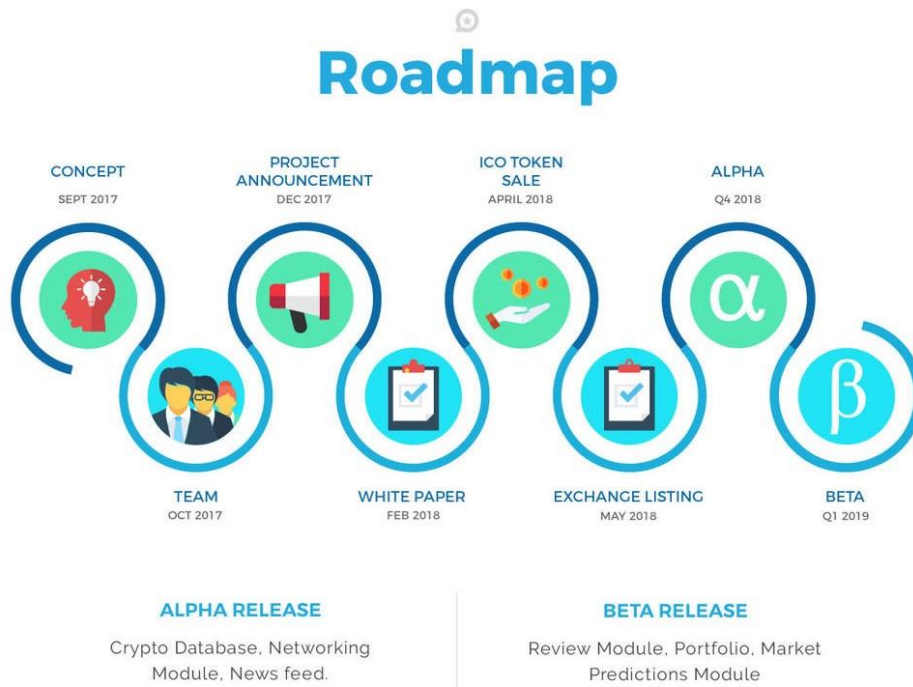 Roadmap
CONCEPT
SEPT 2017
PROJECT
ANNOUNCEMENT
DEC 2017
ICO TOKEN
SALE
APRIL 2018
ALPHA
Q4 2018
α
β
TEAM
OCT 2017
WHITE PAPER
FEB 2018
EXCHANGE LISTING
MAY 2018
BETA
Q1 2019
ALPHA RELEASE
Crypto Database, Networking
Module, News feed.
BETA RELEASE
Review Module, Portfolio, Market
Predictions Module